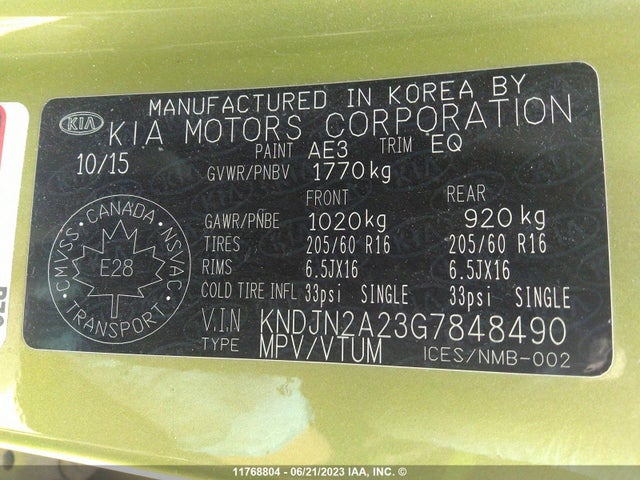 MANUFACTURED IN KOREA BY
KIA KIA MOTORS CORPORATION
10/15 PAINT AE3 TRIM EQ
GVWR/PNBV 1770kg
FRONT REAR
GAWR/PNBE 1020kg 920kg
TIRES 205/60 R16 205/60 R16
RIMS 6.5JX16 6.5JX16
COLD TIRE INFL 33psi SINGLE 33psi SINGLE
V.I.N KNDJN2A23G7848490
TYPE MPV/VTUM ICES/NMB-002
CANADA
CMVSS NSVAC
E28
TRANSPORT
11768804 - 06/21/2023 IAA, INC. ©